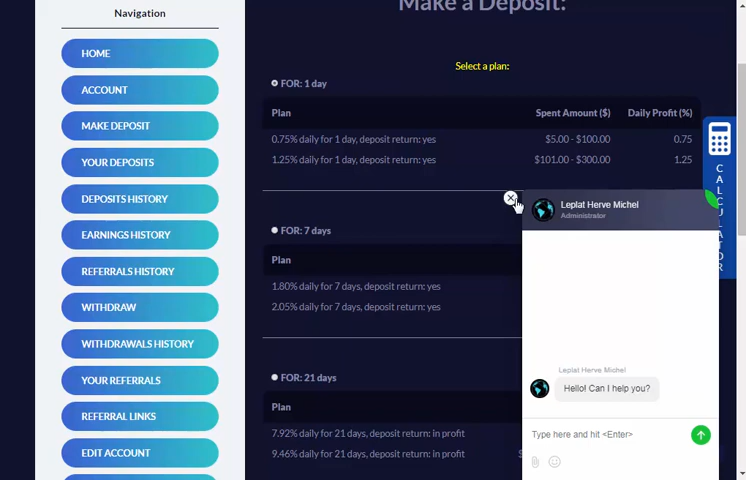 Navigation
HOME
ACCOUNT
MAKE DEPOSIT
YOUR DEPOSITS
DEPOSITS HISTORY
EARNINGS HISTORY
REFERRALS HISTORY
WITHDRAW
WITHDRAWALS HISTORY
YOUR REFERRALS
REFERRAL LINKS
EDIT ACCOUNT
Make a Deposit:
Select a plan:
FOR: 1 day
Plan Spent Amount ($) Daily Profit (%)
0.75% daily for 1 day, deposit return: yes $5.00 - $100.00 0.75
1.25% daily for 1 day, deposit return: yes $101.00 - $300.00 1.25
FOR: 7 days
Plan
1.80% daily for 7 days, deposit return: yes
2.05% daily for 7 days, deposit return: yes
FOR: 21 days
Plan
7.92% daily for 21 days, deposit return: in profit
9.46% daily for 21 days, deposit return: in profit $
CALCULATOR
Leplat Herve Michel
Administrator
Leplat Herve Michel
Hello! Can I help you?
Type here and hit <Enter>